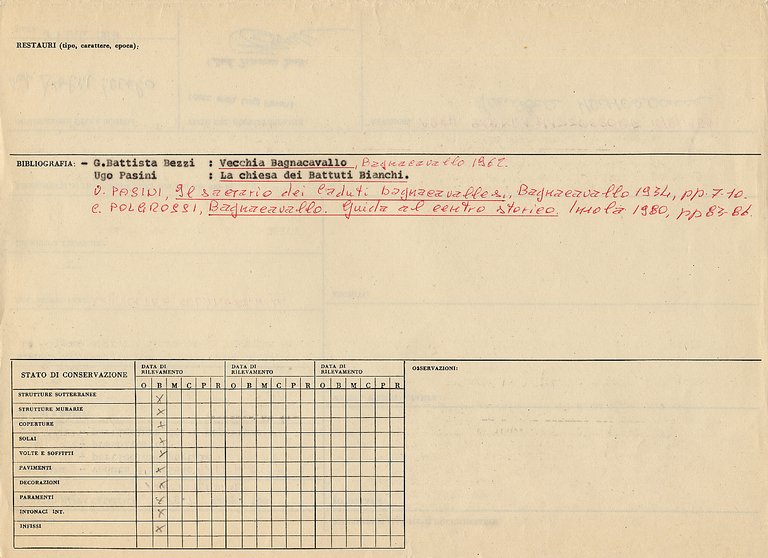 RESTAURI (tipo, carattere, epoca):
BIBLIOGRAFIA: - G.Battista Bezzi : Vecchia Bagnacavallo, Bagnacavallo 1962.
Ugo Pasini : La chiesa dei Battuti Bianchi.
U. PASINI, Il sacrario dei Caduti bagnacavallesi, Bagnacavallo 1934, pp. 7-10.
C. POLGROSSI, Bagnacavallo. Guida al centro storico. Imola 1980, pp 83-86.
STATO DI CONSERVAZIONE DATA DI RILEVAMENTO DATA DI RILEVAMENTO DATA DI RILEVAMENTO OSSERVAZIONI:
O B M C P R O B M C P R O B M C P R
STRUTTURE SOTTERRANEE x
STRUTTURE MURARIE x
COPERTURE x
SOLAI x
VOLTE E SOFFITTI x
PAVIMENTI x
DECORAZIONI x
PARAMENTI x
INTONACI INT. x
INFISSI x